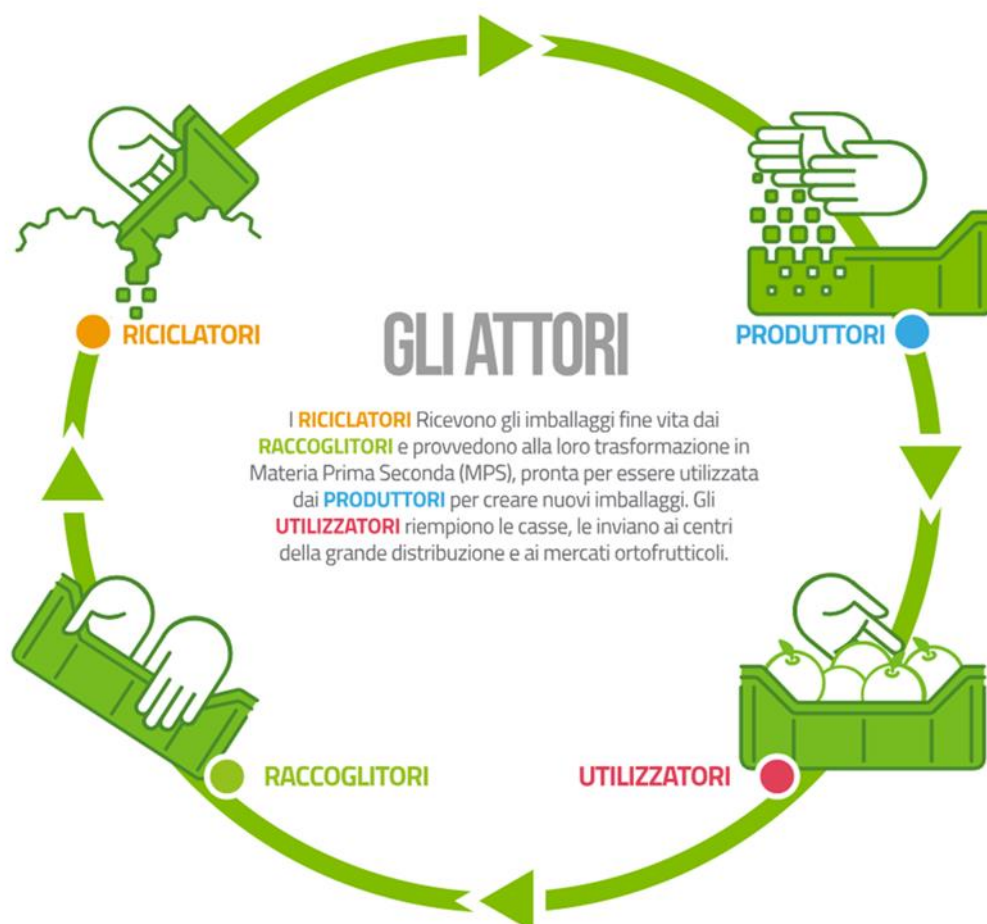 RICICLATORI
PRODUTTORI
GLI ATTORI
I RICICLATORI Ricevono gli imballaggi fine vita dai
RACCOGLITORI e provvedono alla loro trasformazione in
Materia Prima Seconda (MPS), pronta per essere utilizzata
dai PRODUTTORI per creare nuovi imballaggi. Gli
UTILIZZATORI riempiono le casse, le inviano ai centri
della grande distribuzione e ai mercati ortofrutticoli.
RACCOGLITORI
UTILIZZATORI